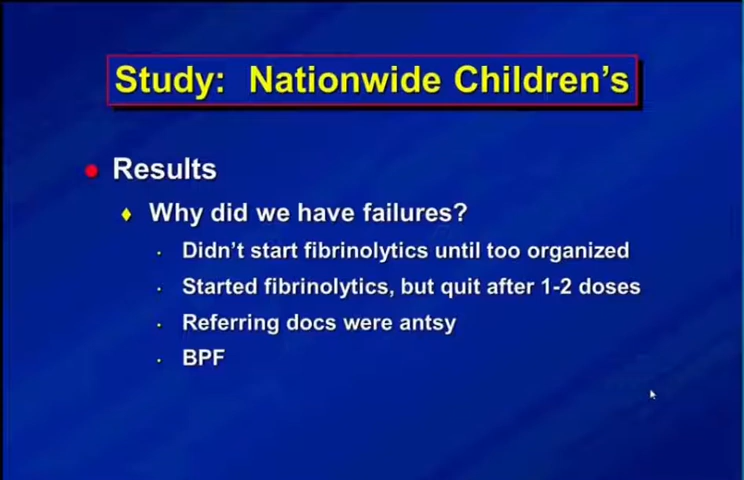 Study: Nationwide Children's
Results
Why did we have failures?
Didn't start fibrinolytics until too organized
Started fibrinolytics, but quit after 1-2 doses
Referring docs were antsy
BPF